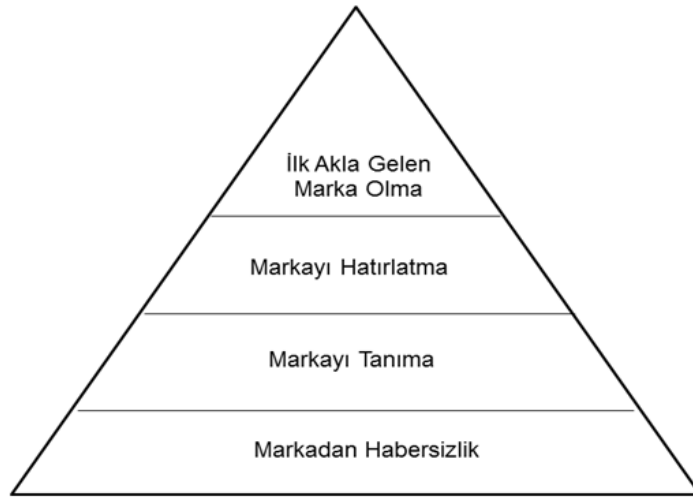 İlk Akla Gelen
Marka Olma
Markayı Hatırlatma
Markayı Tanıma
Markadan Habersizlik